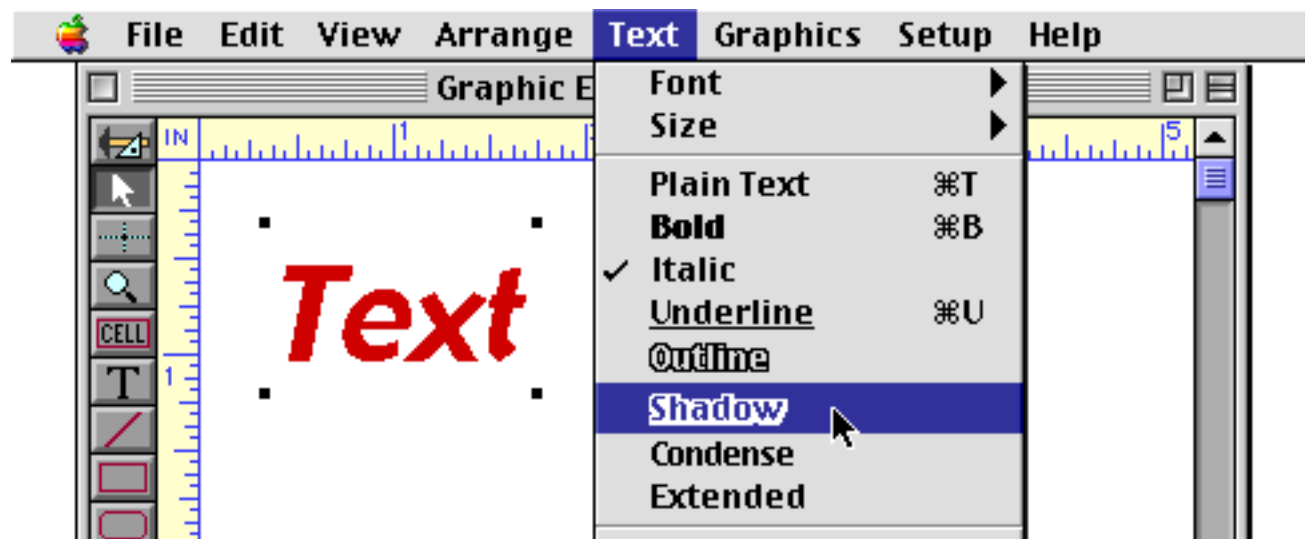 File Edit View Arrange Text Graphics Setup Help
Graphic E
Font
Size
IN 1 5
Plain Text ⌘T
Bold ⌘B
Italic
Underline ⌘U
Outline
Shadow
Condense
Extended
Text
CELL
T
1